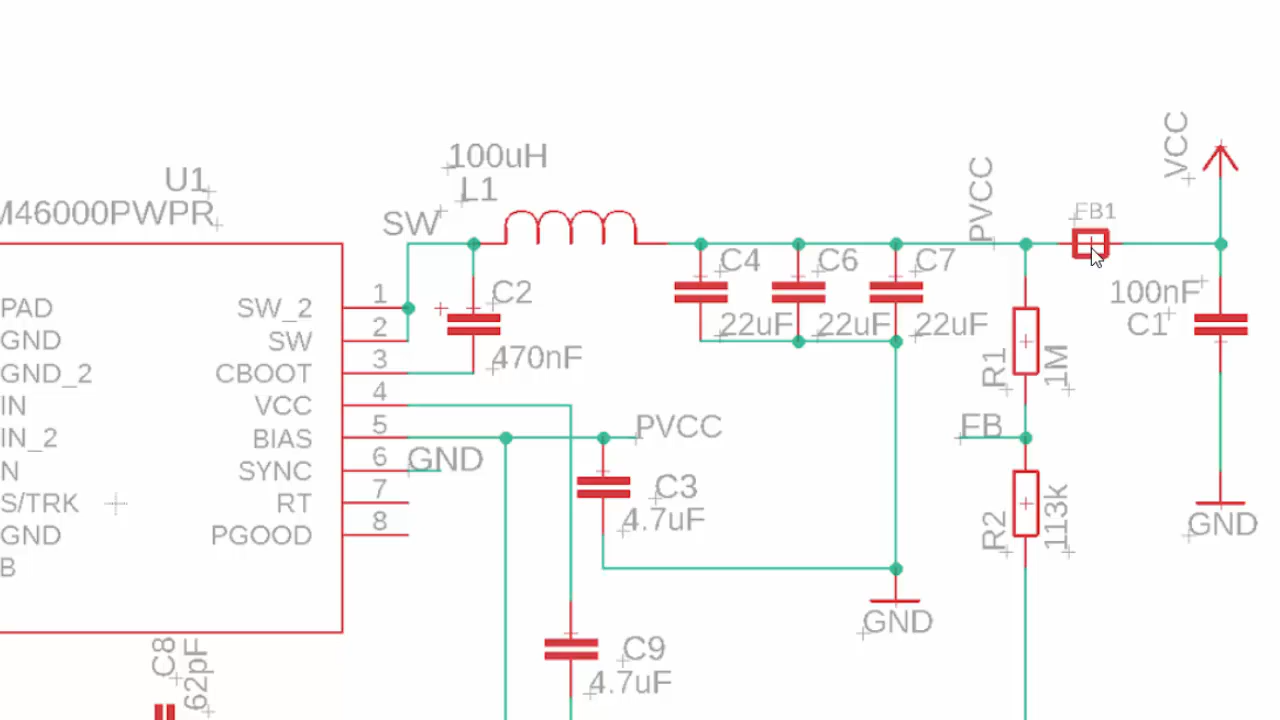 U1
M46000PWPR
100uH
L1
SW
VCC
PVCC
FB1
C4
C6
C7
C2
100nF
C1
22uF
22uF
22uF
470nF
R1
1M
PAD
GND
GND_2
IN
IN_2
N
S/TRK
GND
B
SW_2
SW
CBOOT
VCC
BIAS
SYNC
RT
PGOOD
1
2
3
4
5
6
7
8
PVCC
GND
FB
C3
4.7uF
R2
113k
GND
GND
C9
4.7uF
C8
62pF